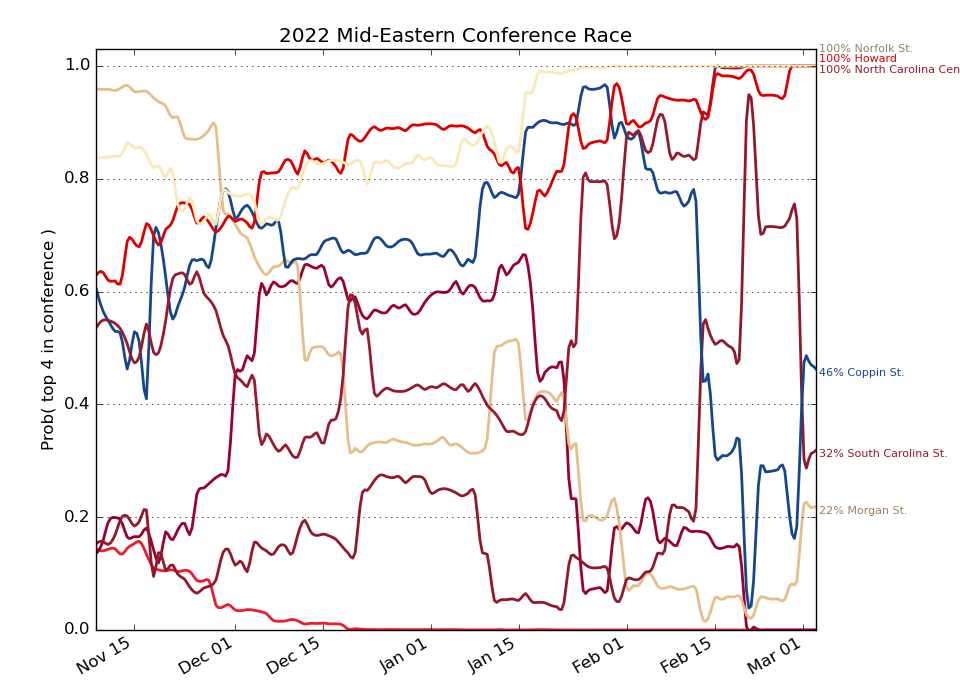 2022 Mid-Eastern Conference Race
Prob( top 4 in conference )
1.0
0.8
0.6
0.4
0.2
0.0
Nov 15
Dec 01
Dec 15
Jan 01
Jan 15
Feb 01
Feb 15
Mar 01
100% Norfolk St.
100% Howard
100% North Carolina Cen
46% Coppin St.
32% South Carolina St.
22% Morgan St.